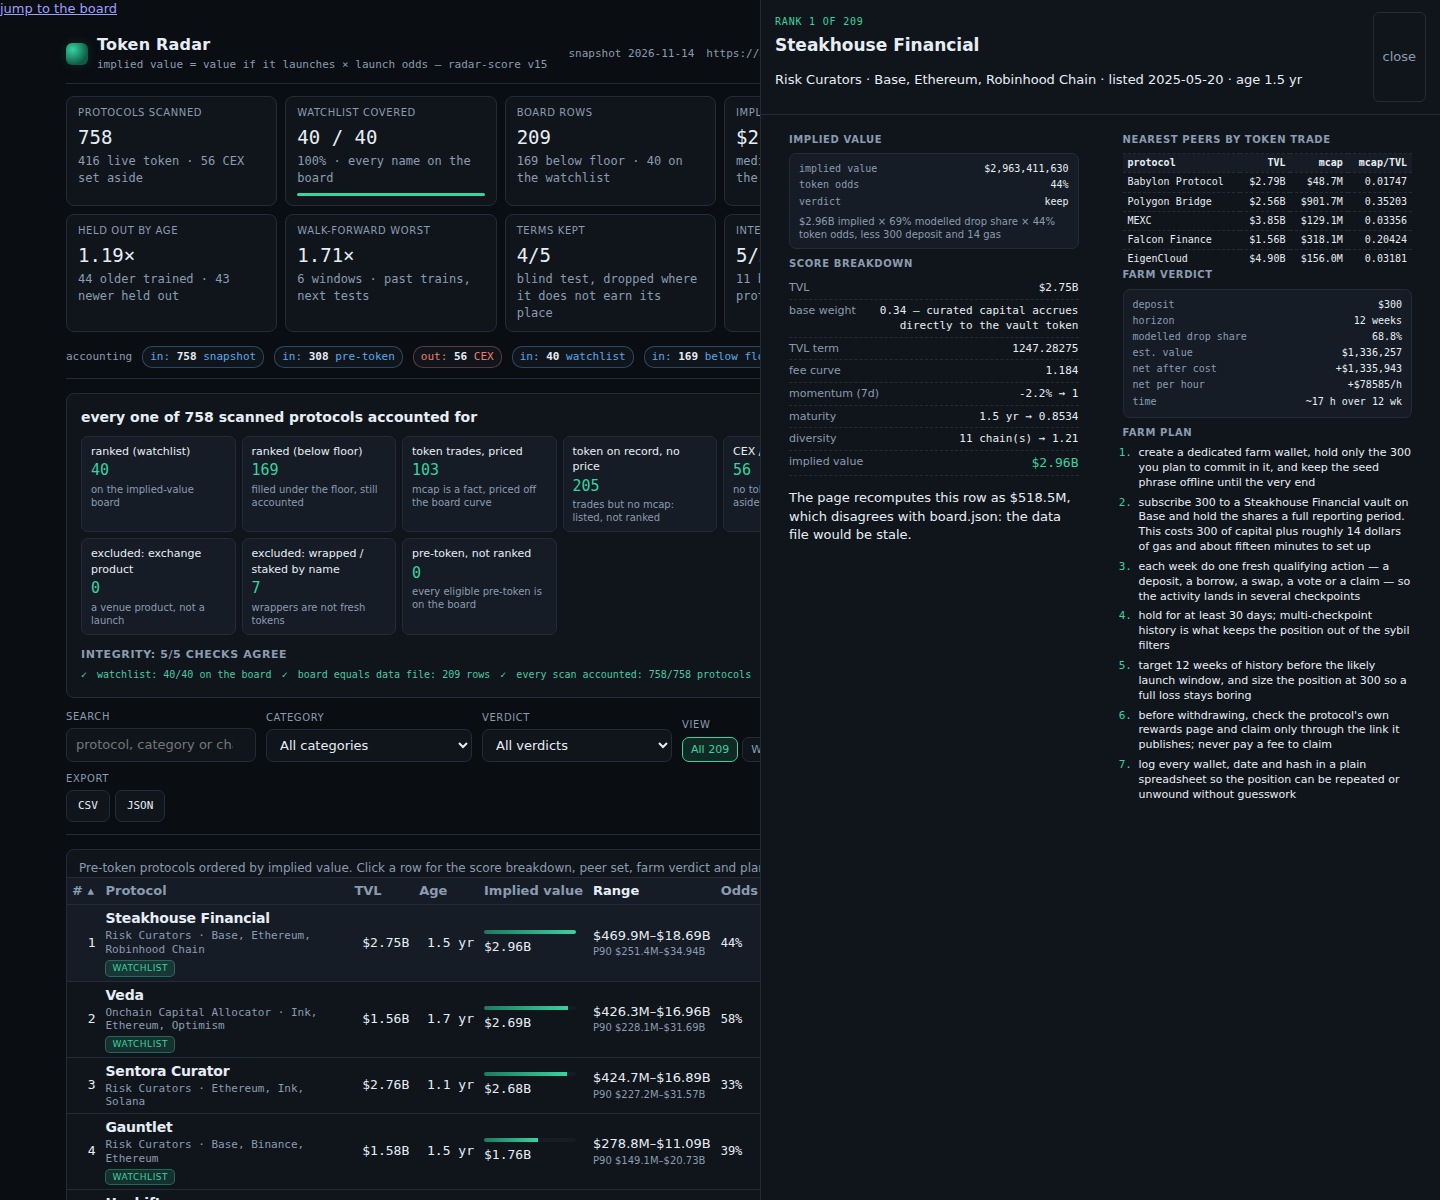 jump to the board
Token Radar
implied value = value if it launches × launch odds — radar-score v15
snapshot 2026-11-14 https://
PROTOCOLS SCANNED
758
416 live token · 56 CEX
set aside
WATCHLIST COVERED
40 / 40
100% · every name on the
board
BOARD ROWS
209
169 below floor · 40 on
the watchlist
IMPL
$2
medi
the
HELD OUT BY AGE
1.19×
44 older trained · 43
newer held out
WALK-FORWARD WORST
1.71×
6 windows · past trains,
next tests
TERMS KEPT
4/5
blind test, dropped where
it does not earn its
place
INTE
5/
prot
accounting
in: 758 snapshot
in: 308 pre-token
out: 56 CEX
in: 40 watchlist
in: 169 below flo
every one of 758 scanned protocols accounted for
ranked (watchlist)
40
on the implied-value
board
ranked (below floor)
169
filled under the floor, still
accounted
token trades, priced
103
mcap is a fact, priced off
the board curve
token on record, no
price
205
trades but no mcap:
listed, not ranked
CEX
56
no tok
aside
excluded: exchange
product
0
a venue product, not a
launch
excluded: wrapped /
staked by name
7
wrappers are not fresh
tokens
pre-token, not ranked
0
every eligible pre-token is
on the board
INTEGRITY: 5/5 CHECKS AGREE
✓ watchlist: 40/40 on the board ✓ board equals data file: 209 rows ✓ every scan accounted: 758/758 protocols
SEARCH
protocol, category or ch
CATEGORY
All categories
VERDICT
All verdicts
VIEW
All 209
W
EXPORT
CSV
JSON
Pre-token protocols ordered by implied value. Click a row for the score breakdown, peer set, farm verdict and plan
# ▲ Protocol TVL Age Implied value Range Odds
1 Steakhouse Financial
Risk Curators · Base, Ethereum,
Robinhood Chain
WATCHLIST
$2.75B 1.5 yr $2.96B $469.9M–$18.69B 44%
P90 $251.4M–$34.94B
2 Veda
Onchain Capital Allocator · Ink,
Ethereum, Optimism
WATCHLIST
$1.56B 1.7 yr $2.69B $426.3M–$16.96B 58%
P90 $228.1M–$31.69B
3 Sentora Curator
Risk Curators · Ethereum, Ink,
Solana
$2.76B 1.1 yr $2.68B $424.7M–$16.89B 33%
P90 $227.2M–$31.57B
4 Gauntlet
Risk Curators · Base, Binance,
Ethereum
WATCHLIST
$1.58B 1.5 yr $1.76B $278.8M–$11.09B 39%
P90 $149.1M–$20.73B
RANK 1 OF 209
Steakhouse Financial
Risk Curators · Base, Ethereum, Robinhood Chain · listed 2025-05-20 · age 1.5 yr
close
IMPLIED VALUE
implied value $2,963,411,630
token odds 44%
verdict keep
$2.96B implied × 69% modelled drop share × 44%
token odds, less 300 deposit and 14 gas
SCORE BREAKDOWN
TVL $2.75B
base weight 0.34 — curated capital accrues
directly to the vault token
TVL term 1247.28275
fee curve 1.184
momentum (7d) -2.2% → 1
maturity 1.5 yr → 0.8534
diversity 11 chain(s) → 1.21
implied value $2.96B
The page recomputes this row as $518.5M,
which disagrees with board.json: the data
file would be stale.
NEAREST PEERS BY TOKEN TRADE
protocol TVL mcap mcap/TVL
Babylon Protocol $2.79B $48.7M 0.01747
Polygon Bridge $2.56B $901.7M 0.35203
MEXC $3.85B $129.1M 0.03356
Falcon Finance $1.56B $318.1M 0.20424
EigenCloud $4.90B $156.0M 0.03181
FARM VERDICT
deposit $300
horizon 12 weeks
modelled drop share 68.8%
est. value $1,336,257
net after cost +$1,335,943
net per hour +$78585/h
time ~17 h over 12 wk
FARM PLAN
1. create a dedicated farm wallet, hold only the 300
you plan to commit in it, and keep the seed
phrase offline until the very end
2. subscribe 300 to a Steakhouse Financial vault on
Base and hold the shares a full reporting period.
This costs 300 of capital plus roughly 14 dollars
of gas and about fifteen minutes to set up
3. each week do one fresh qualifying action — a
deposit, a borrow, a swap, a vote or a claim — so
the activity lands in several checkpoints
4. hold for at least 30 days; multi-checkpoint
history is what keeps the position out of the sybil
filters
5. target 12 weeks of history before the likely
launch window, and size the position at 300 so a
full loss stays boring
6. before withdrawing, check the protocol's own
rewards page and claim only through the link it
publishes; never pay a fee to claim
7. log every wallet, date and hash in a plain
spreadsheet so the position can be repeated or
unwound without guesswork